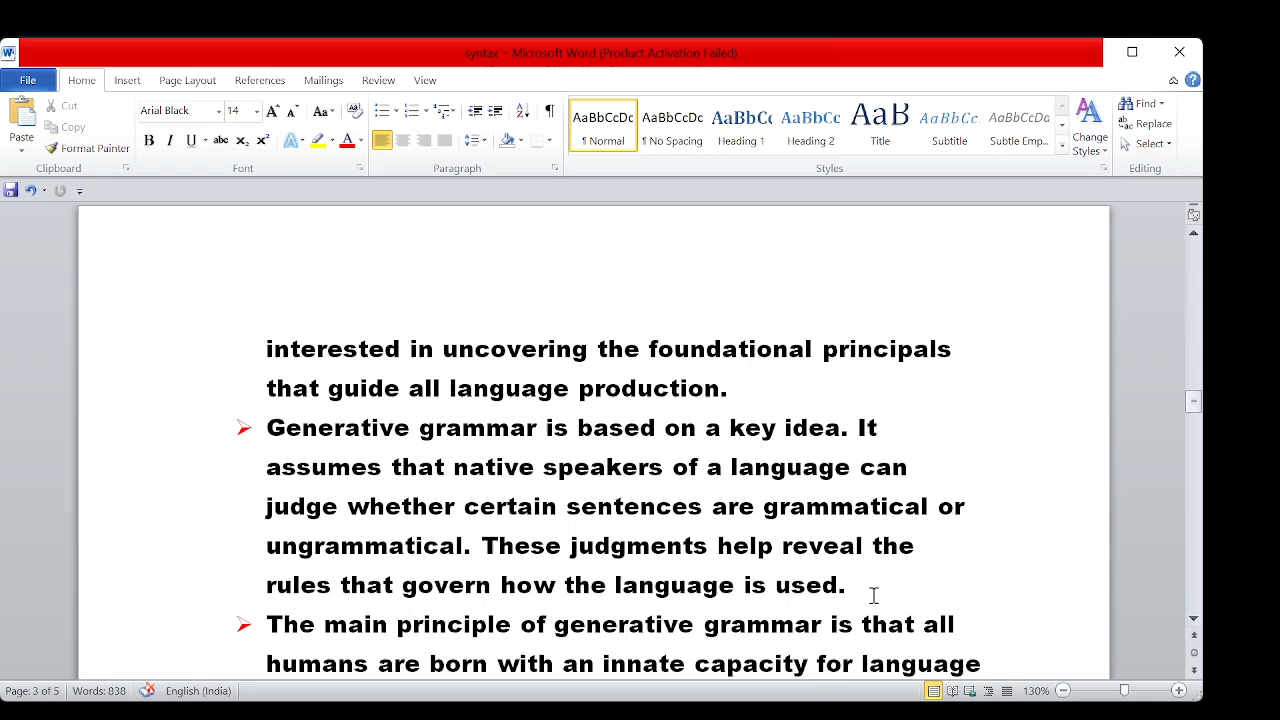 syntax - Microsoft Word (Product Activation Failed)
File Home Insert Page Layout References Mailings Review View
Cut
Copy
Format Painter
Paste
Clipboard
Arial Black 14
Font
Paragraph
AaBbCcDc AaBbCcDc AaBbCc AaBbCc AaB AaBbCc. AaBbCcDc
¶ Normal ¶ No Spacing Heading 1 Heading 2 Title Subtitle Subtle Emp...
Change
Styles
Styles
Find
Replace
Select
Editing
interested in uncovering the foundational principals
that guide all language production.
Generative grammar is based on a key idea. It
assumes that native speakers of a language can
judge whether certain sentences are grammatical or
ungrammatical. These judgments help reveal the
rules that govern how the language is used.
The main principle of generative grammar is that all
humans are born with an innate capacity for language
Page: 3 of 5 Words: 838 English (India) 130%